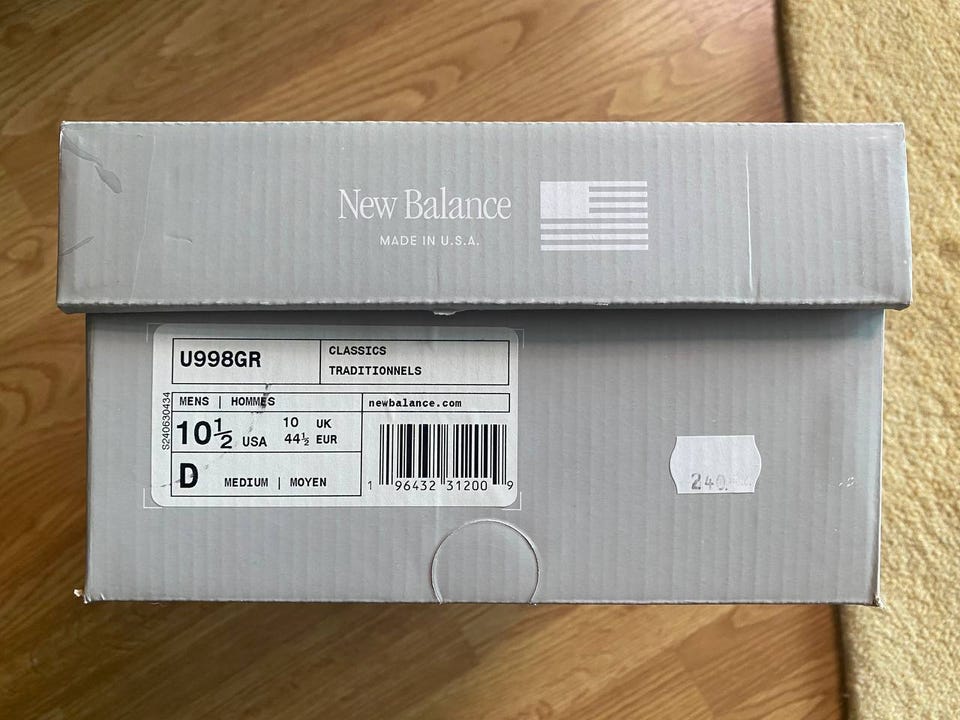 New Balance
MADE IN U.S.A.
U998GR
CLASSICS
TRADITIONNELS
S240630434
MENS | HOMMES
newbalance.com
10½ USA
10 UK
44½ EUR
D MEDIUM | MOYEN
1 96432 31200 9
240.